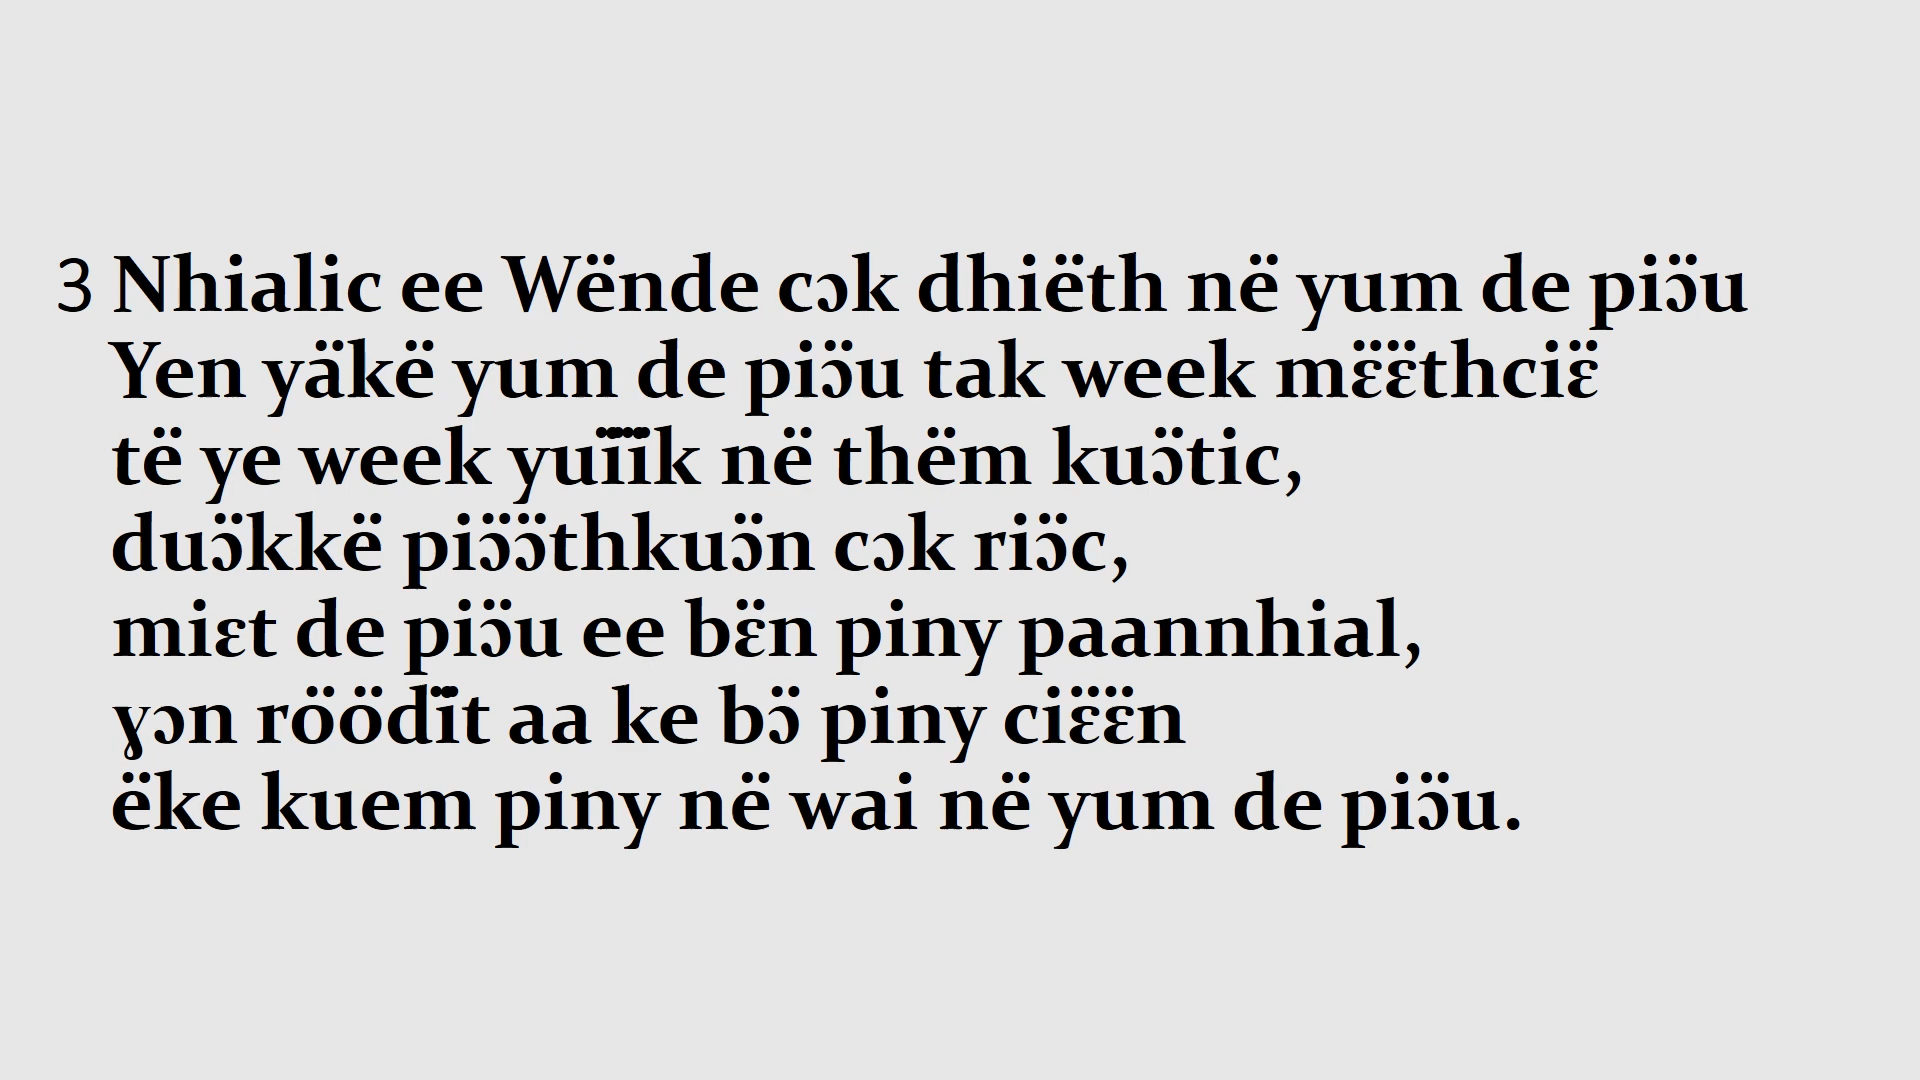 3 Nhialic ee Wënde cɔk dhiëth në yum de piɔ̈u
Yen yäkë yum de piɔ̈u tak week mɛ̈ɛ̈thciɛ̈
të ye week yuïïk në thëm kuɔ̈tic,
duɔ̈kkë piɔ̈ɔ̈thkuɔ̈n cɔk riɔ̈c,
miɛt de piɔ̈u ee bɛ̈n piny paannhial,
ɣɔn röödït aa ke bɔ̈ piny ciɛ̈ɛ̈n
ëke kuem piny në wai në yum de piɔ̈u.